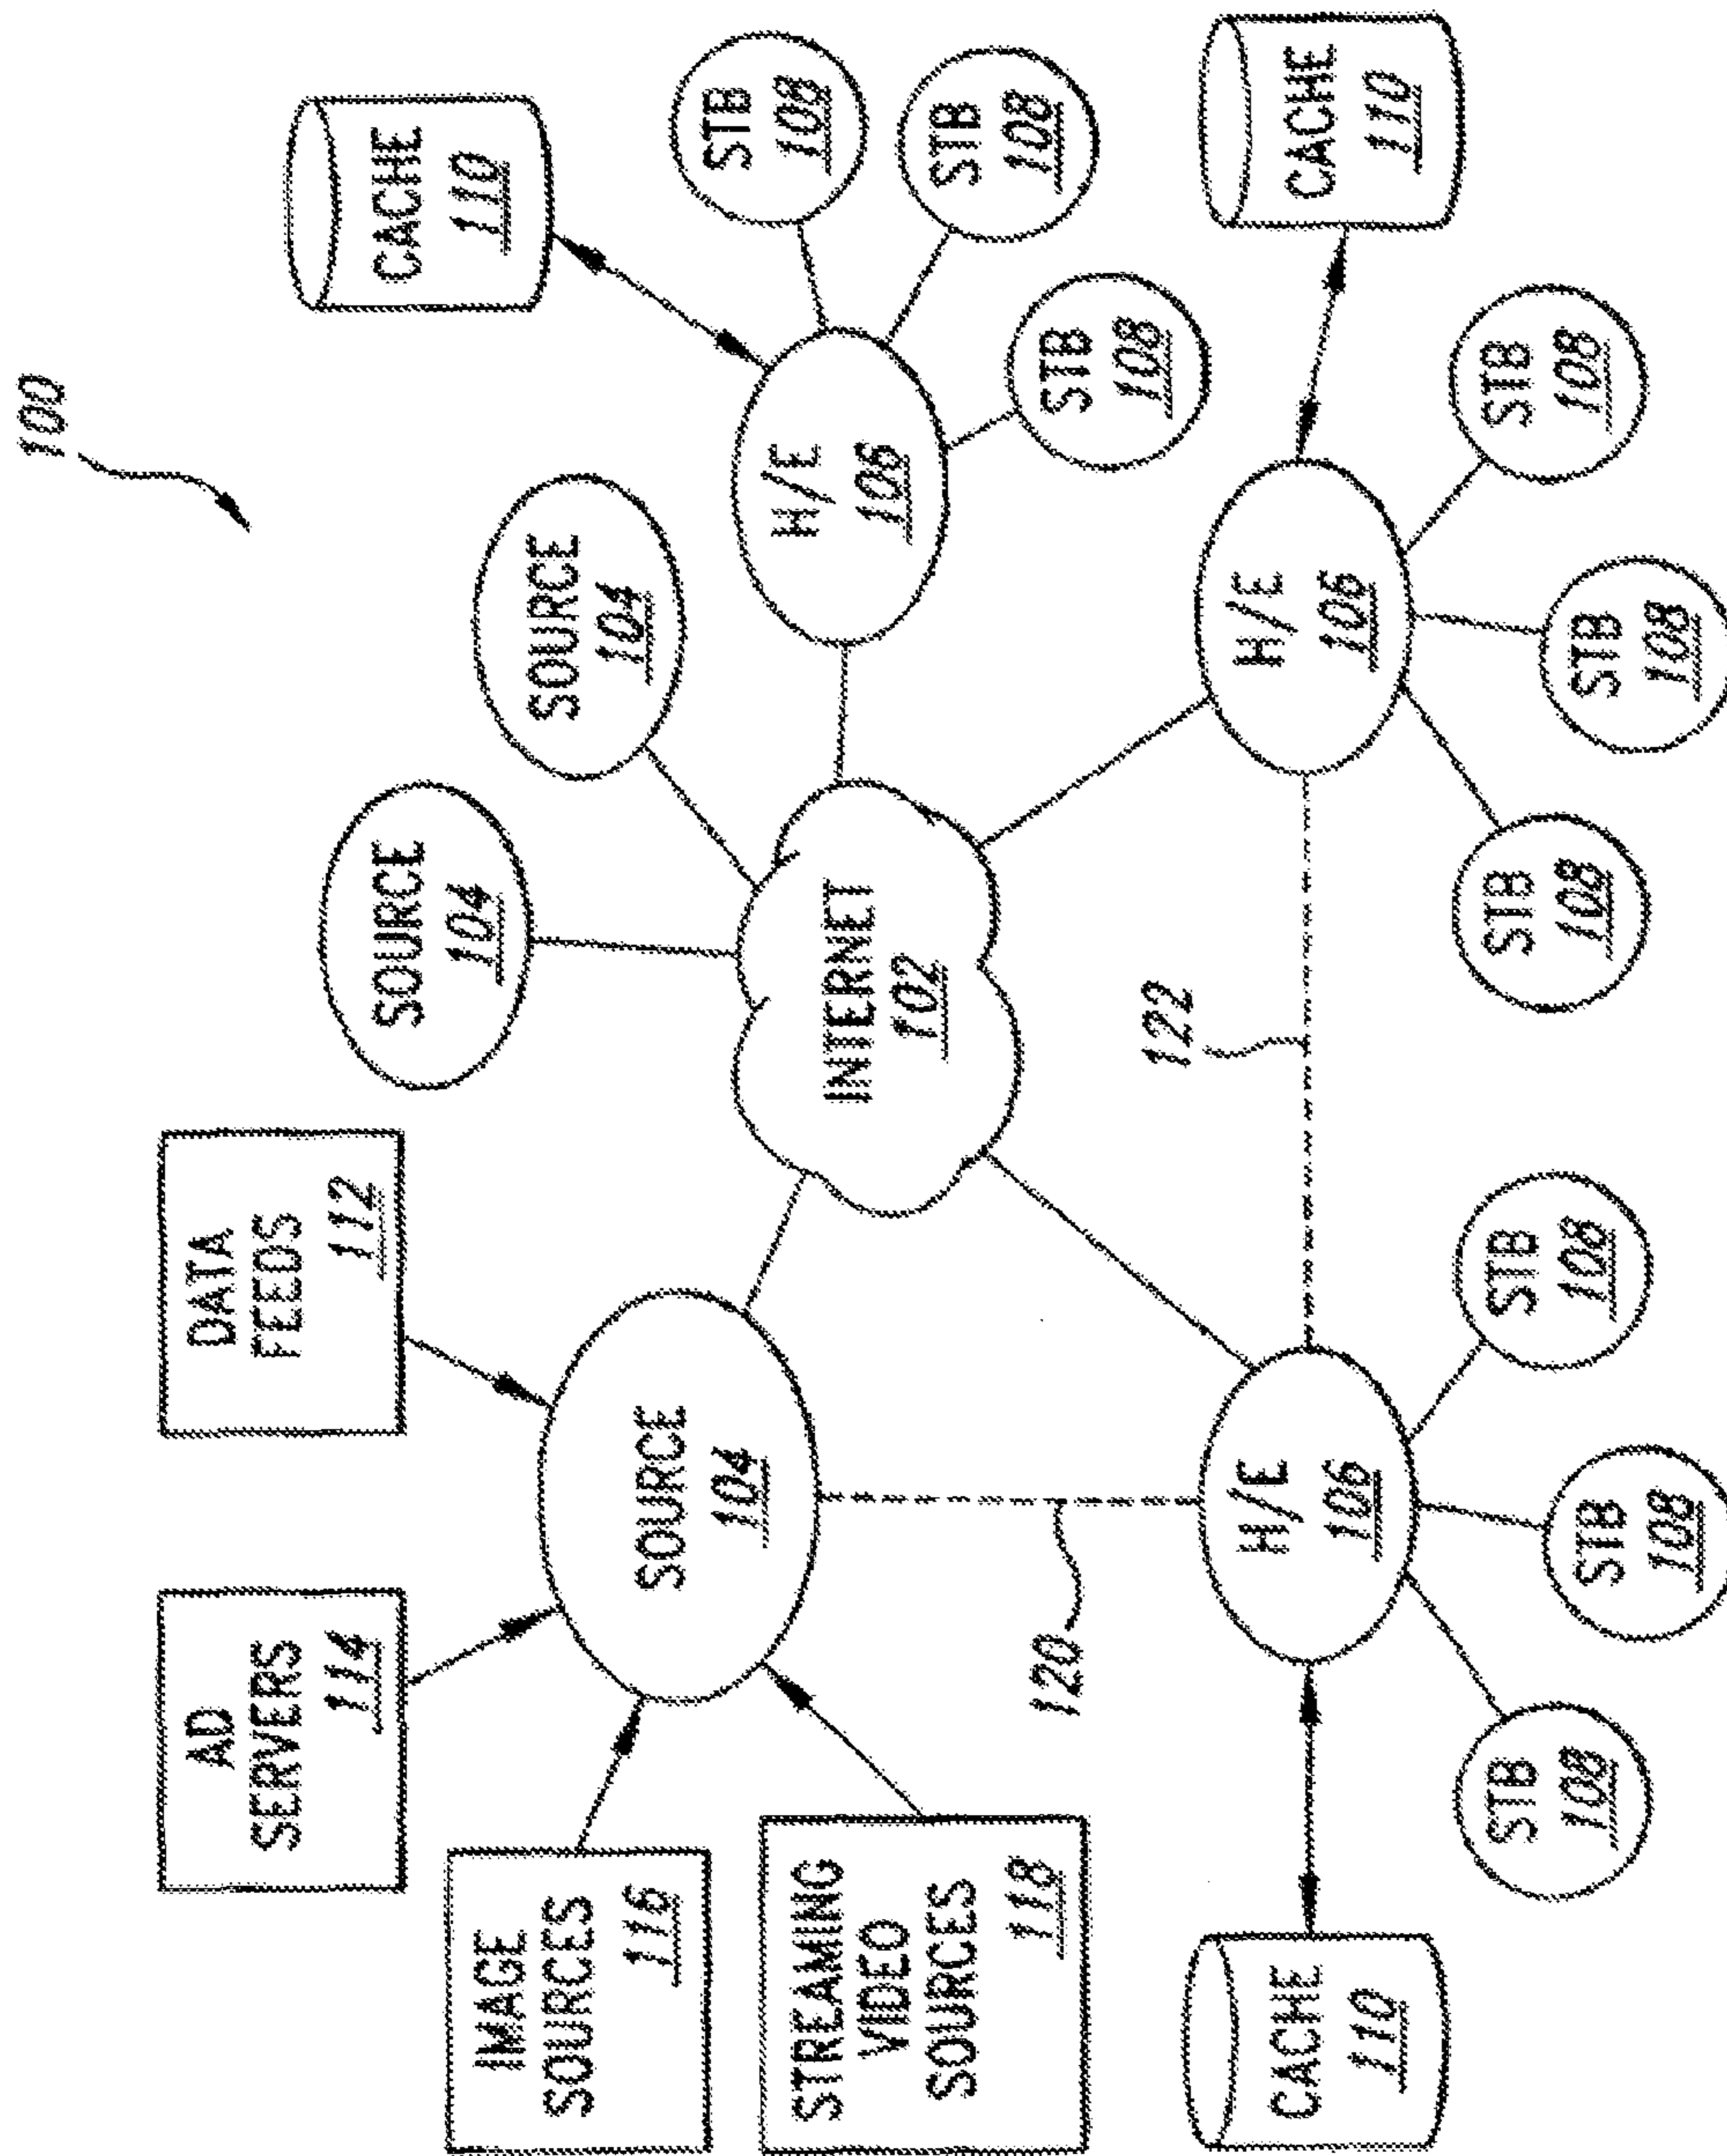 100
DATA
FEEDS
112
AD
SERVERS
114
IMAGE
SOURCES
116
STREAMING
VIDEO
SOURCES
118
SOURCE
104
SOURCE
104
SOURCE
104
INTERNET
102
120
122
H/E
106
CACHE
110
STB
108
STB
108
STB
108
H/E
106
CACHE
110
STB
108
STB
108
STB
108
H/E
106
CACHE
110
STB
108
STB
108
STB
108